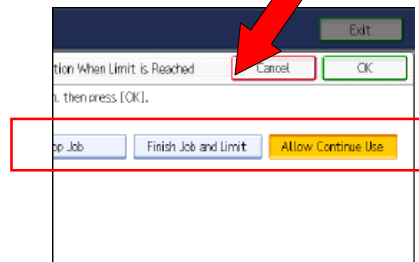 Exit
tion When Limit is Reached Cancel OK
n, then press [OK].
op Job Finish Job and Limit Allow Continue Use